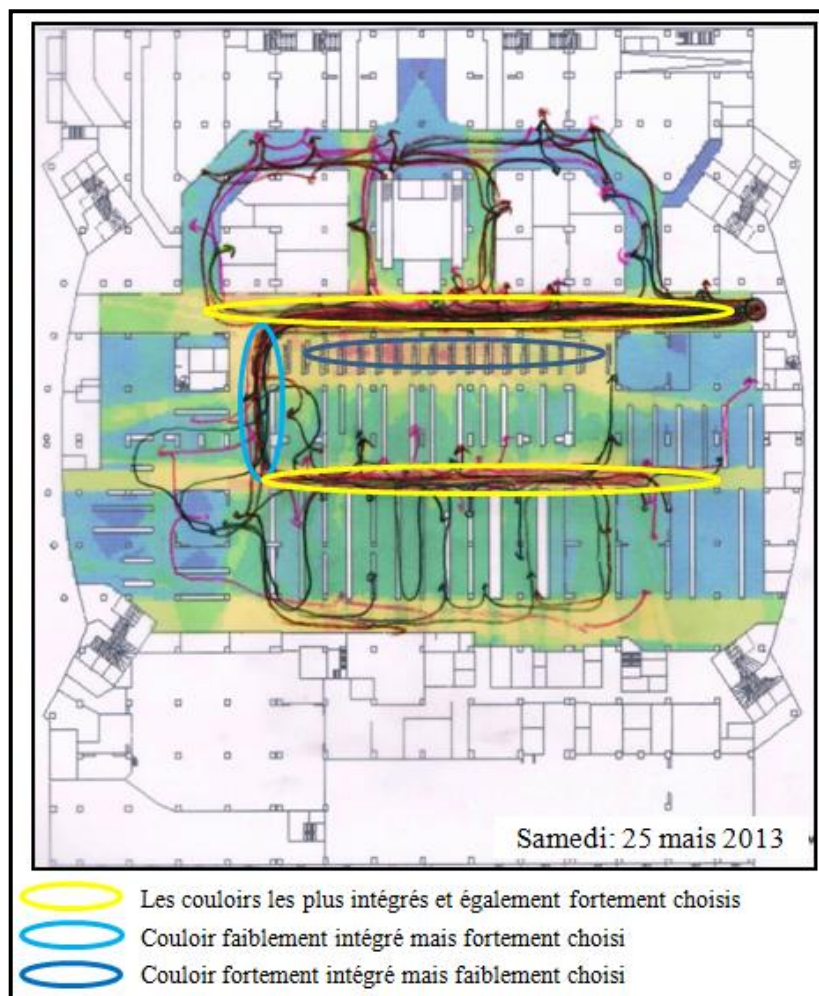 Samedi: 25 mais 2013
Les couloirs les plus intégrés et également fortement choisis
Couloir faiblement intégré mais fortement choisi
Couloir fortement intégré mais faiblement choisi